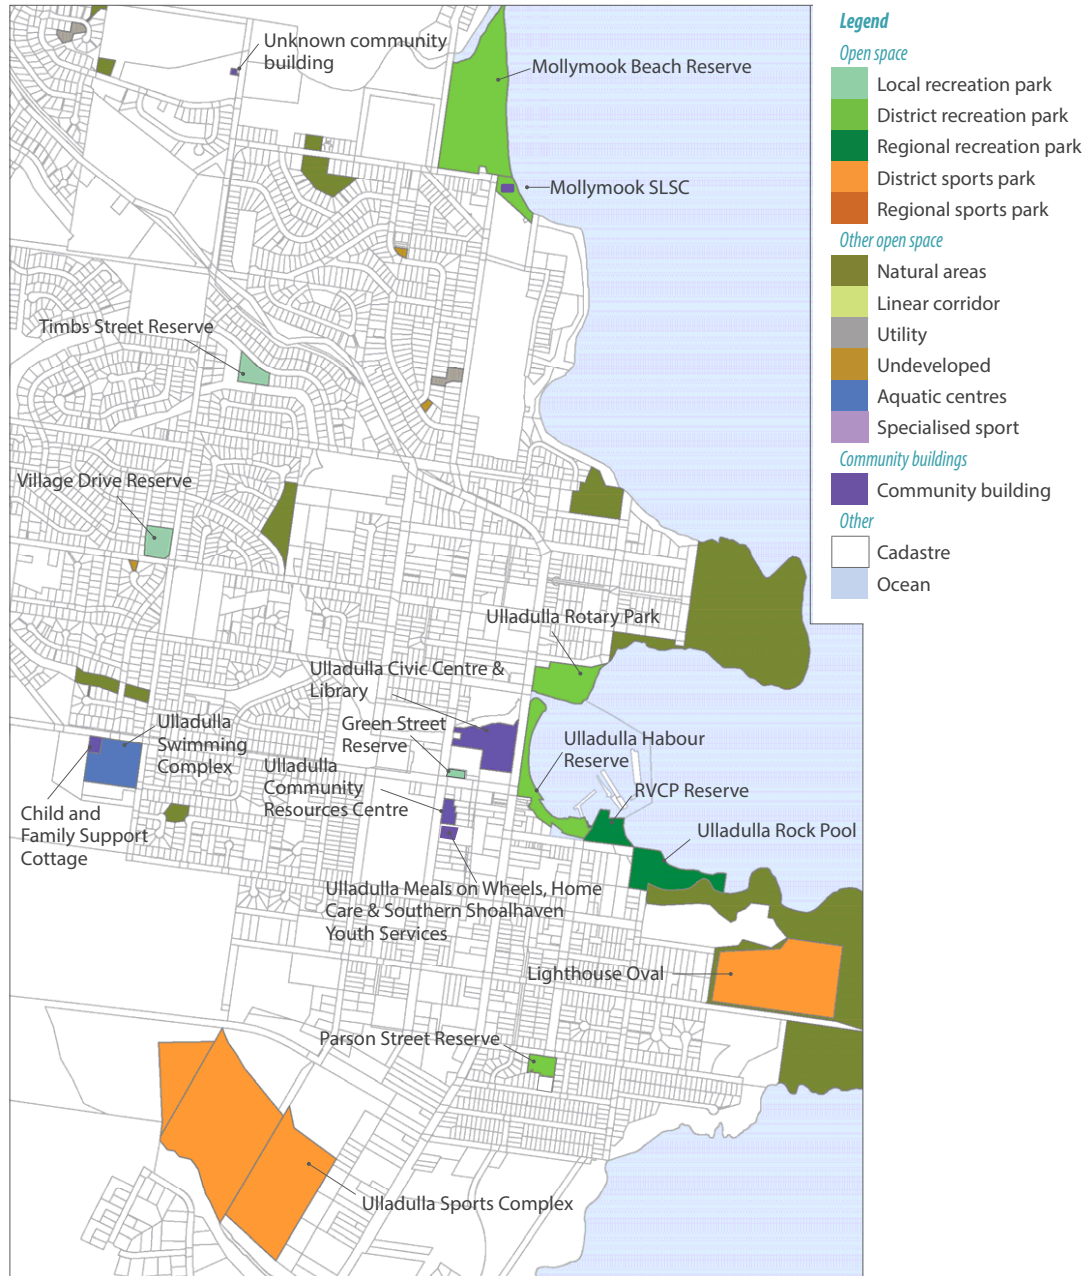 Unknown community
building
Mollymook Beach Reserve
Mollymook SLSC
Timbs Street Reserve
Village Drive Reserve
Ulladulla Rotary Park
Ulladulla Civic Centre &
Library
Green Street
Reserve
Ulladulla
Swimming
Complex
Ulladulla
Community
Resources Centre
Ulladulla Habour
Reserve
RVCP Reserve
Child and
Family Support
Cottage
Ulladulla Rock Pool
Ulladulla Meals on Wheels, Home
Care & Southern Shoalhaven
Youth Services
Lighthouse Oval
Parson Street Reserve
Ulladulla Sports Complex
Legend
Open space
Local recreation park
District recreation park
Regional recreation park
District sports park
Regional sports park
Other open space
Natural areas
Linear corridor
Utility
Undeveloped
Aquatic centres
Specialised sport
Community buildings
Community building
Other
Cadastre
Ocean